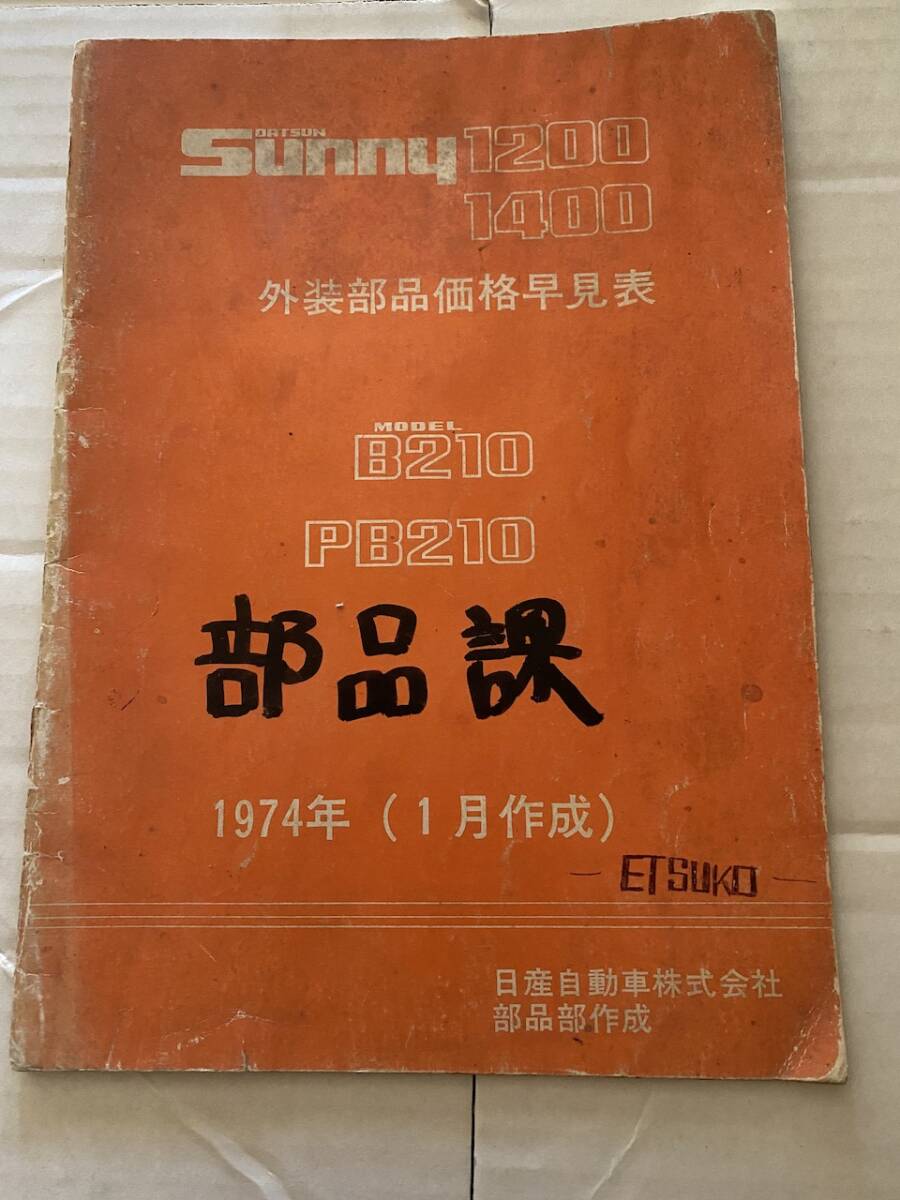 DATSUN
Sunny 1200
1400
外装部品価格早見表
MODEL
B210
PB210
部品課
1974年(1月作成)
- ETSUKO -
日産自動車株式会社
部品部作成